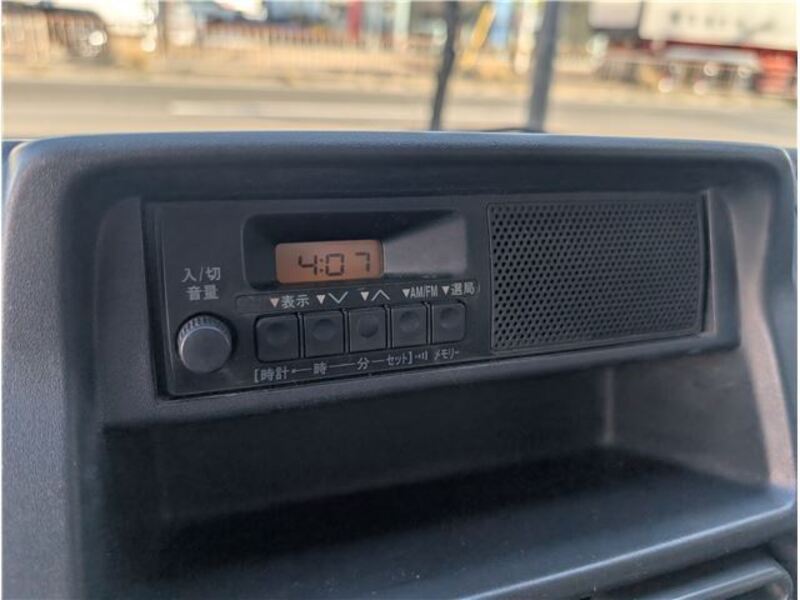 4:07
入/切
音量
▼表示 ▼﹀ ▼︿ ▼AM/FM ▼選局
[時計 時 分 セット] メモリー